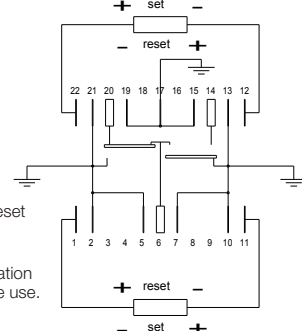 + set –
– reset +
22 21 20 19 18 17 16 15 14 13 12
eset
1 2 3 4 5 6 7 8 9 10 11
ation
e use.
+ reset –
– set +